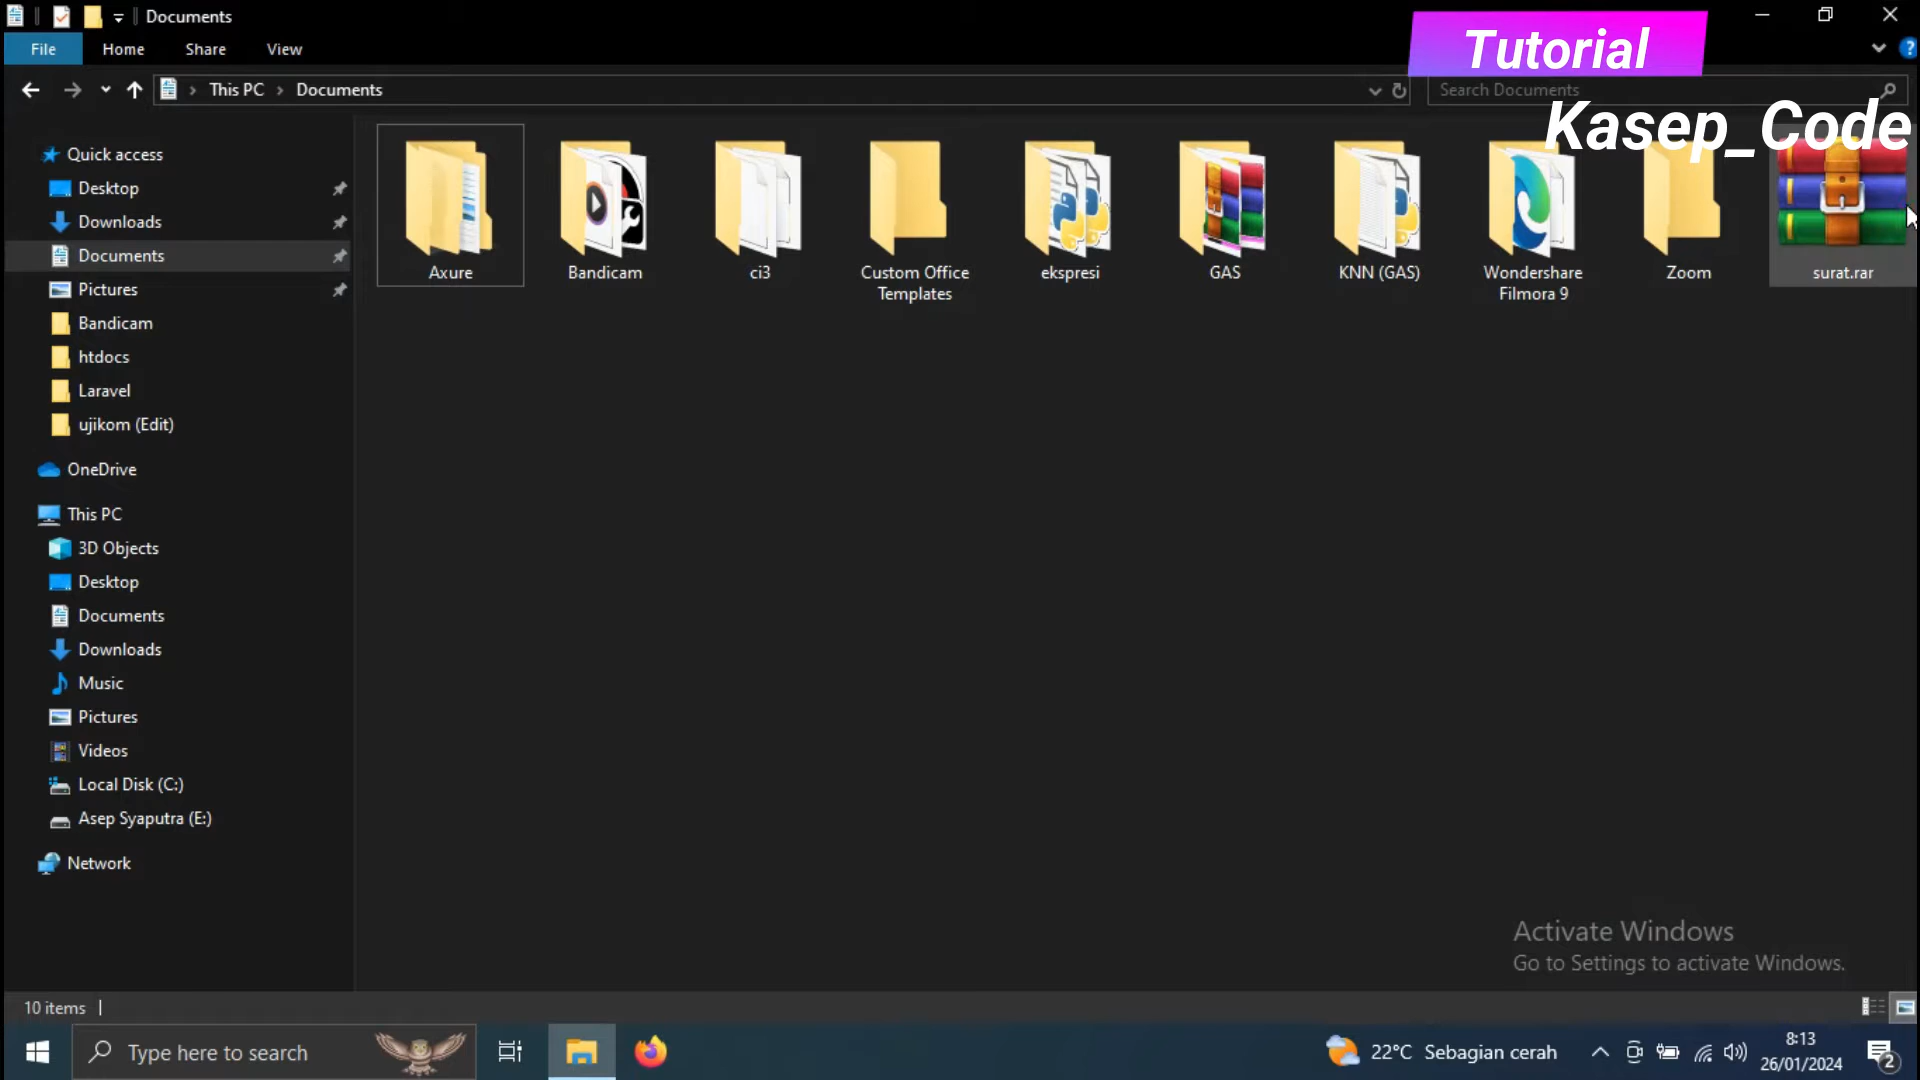 Documents
Tutorial
File Home Share View
This PC Documents
Search Documents
Kasep_Code
Quick access
Desktop
Downloads
Documents
Pictures
Bandicam
htdocs
Laravel
ujikom (Edit)
OneDrive
This PC
3D Objects
Desktop
Documents
Downloads
Music
Pictures
Videos
Local Disk (C:)
Asep Syaputra (E:)
Network
Axure
Bandicam
ci3
Custom Office
Templates
ekspresi
GAS
KNN (GAS)
Wondershare
Filmora 9
Zoom
surat.rar
Activate Windows
Go to Settings to activate Windows.
10 items
Type here to search
22°C Sebagian cerah
8:13
26/01/2024
2